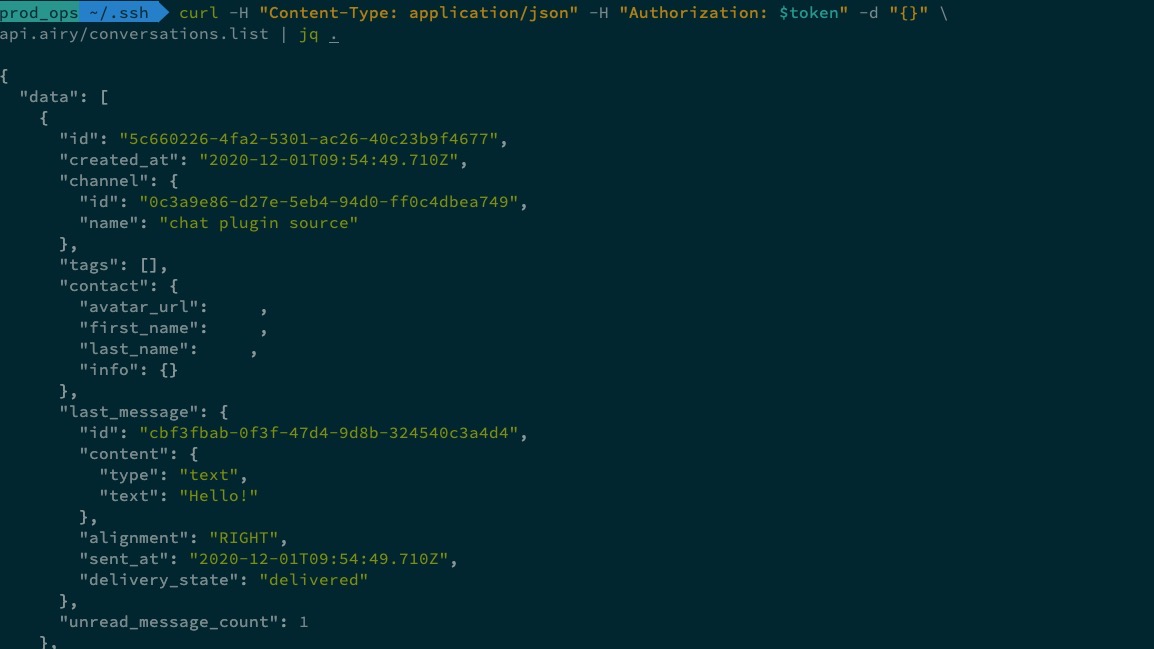 prod_ops ~/.ssh curl -H "Content-Type: application/json" -H "Authorization: $token" -d "{}" \
api.airy/conversations.list | jq .
{
  "data": [
    {
      "id": "5c660226-4fa2-5301-ac26-40c23b9f4677",
      "created_at": "2020-12-01T09:54:49.710Z",
      "channel": {
        "id": "0c3a9e86-d27e-5eb4-94d0-ff0c4dbea749",
        "name": "chat plugin source"
      },
      "tags": [],
      "contact": {
        "avatar_url":     ,
        "first_name":     ,
        "last_name":     ,
        "info": {}
      },
      "last_message": {
        "id": "cbf3fbab-0f3f-47d4-9d8b-324540c3a4d4",
        "content": {
          "type": "text",
          "text": "Hello!"
        },
        "alignment": "RIGHT",
        "sent_at": "2020-12-01T09:54:49.710Z",
        "delivery_state": "delivered"
      },
      "unread_message_count": 1
    },